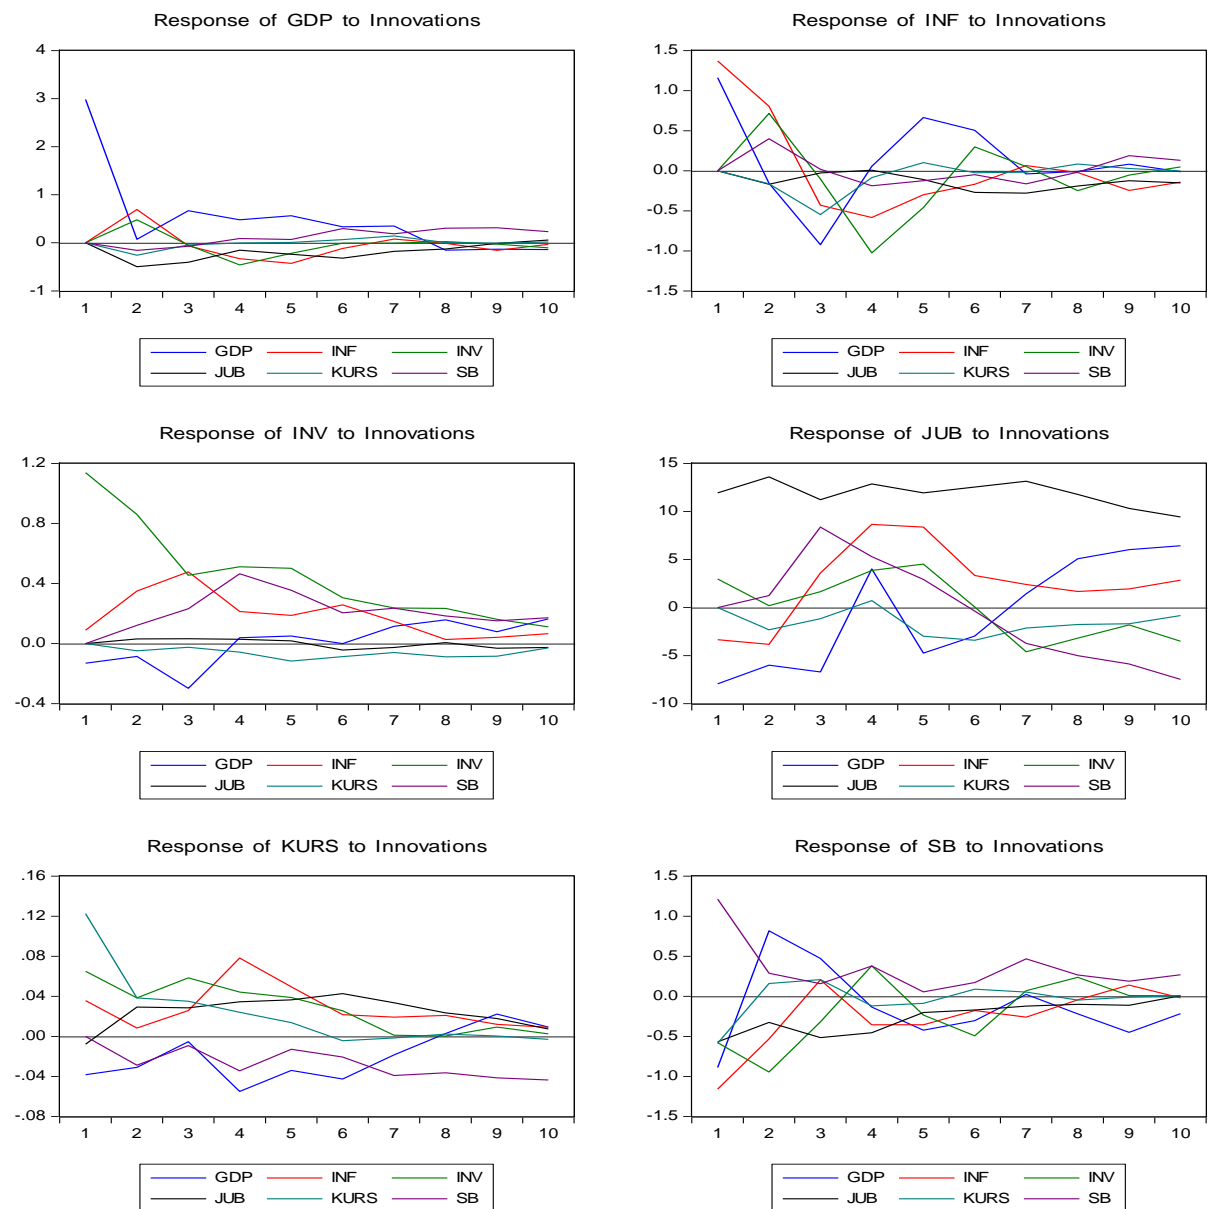 Response of GDP to Innovations
4
3
2
1
0
-1
1 2 3 4 5 6 7 8 9 10
GDP INF INV
JUB KURS SB
Response of INF to Innovations
1.5
1.0
0.5
0.0
-0.5
-1.0
-1.5
1 2 3 4 5 6 7 8 9 10
GDP INF INV
JUB KURS SB
Response of INV to Innovations
1.2
0.8
0.4
0.0
-0.4
1 2 3 4 5 6 7 8 9 10
GDP INF INV
JUB KURS SB
Response of JUB to Innovations
15
10
5
0
-5
-10
1 2 3 4 5 6 7 8 9 10
GDP INF INV
JUB KURS SB
Response of KURS to Innovations
.16
.12
.08
.04
.00
-.04
-.08
1 2 3 4 5 6 7 8 9 10
GDP INF INV
JUB KURS SB
Response of SB to Innovations
1.5
1.0
0.5
0.0
-0.5
-1.0
-1.5
1 2 3 4 5 6 7 8 9 10
GDP INF INV
JUB KURS SB